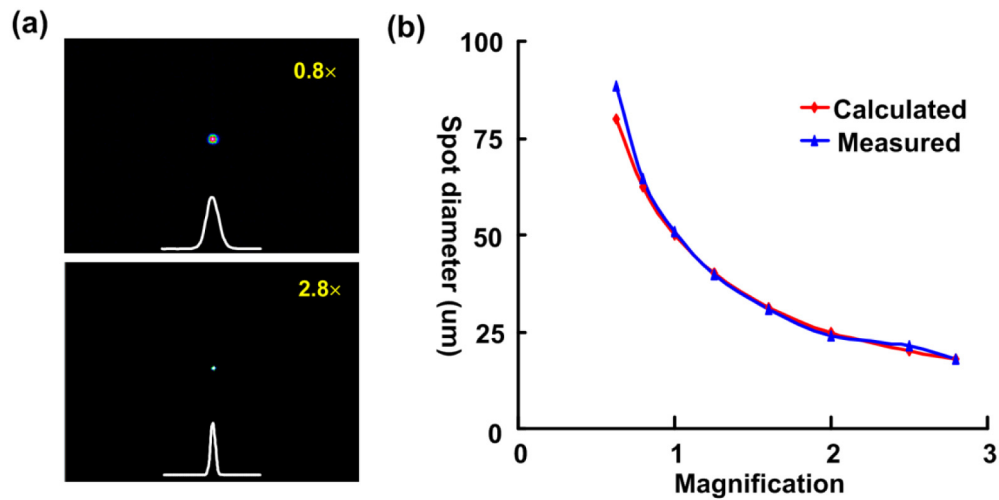 (a)
0.8×
2.8×
(b)
100
75
50
25
0
Spot diameter (um)
Calculated
Measured
0 1 2 3
Magnification